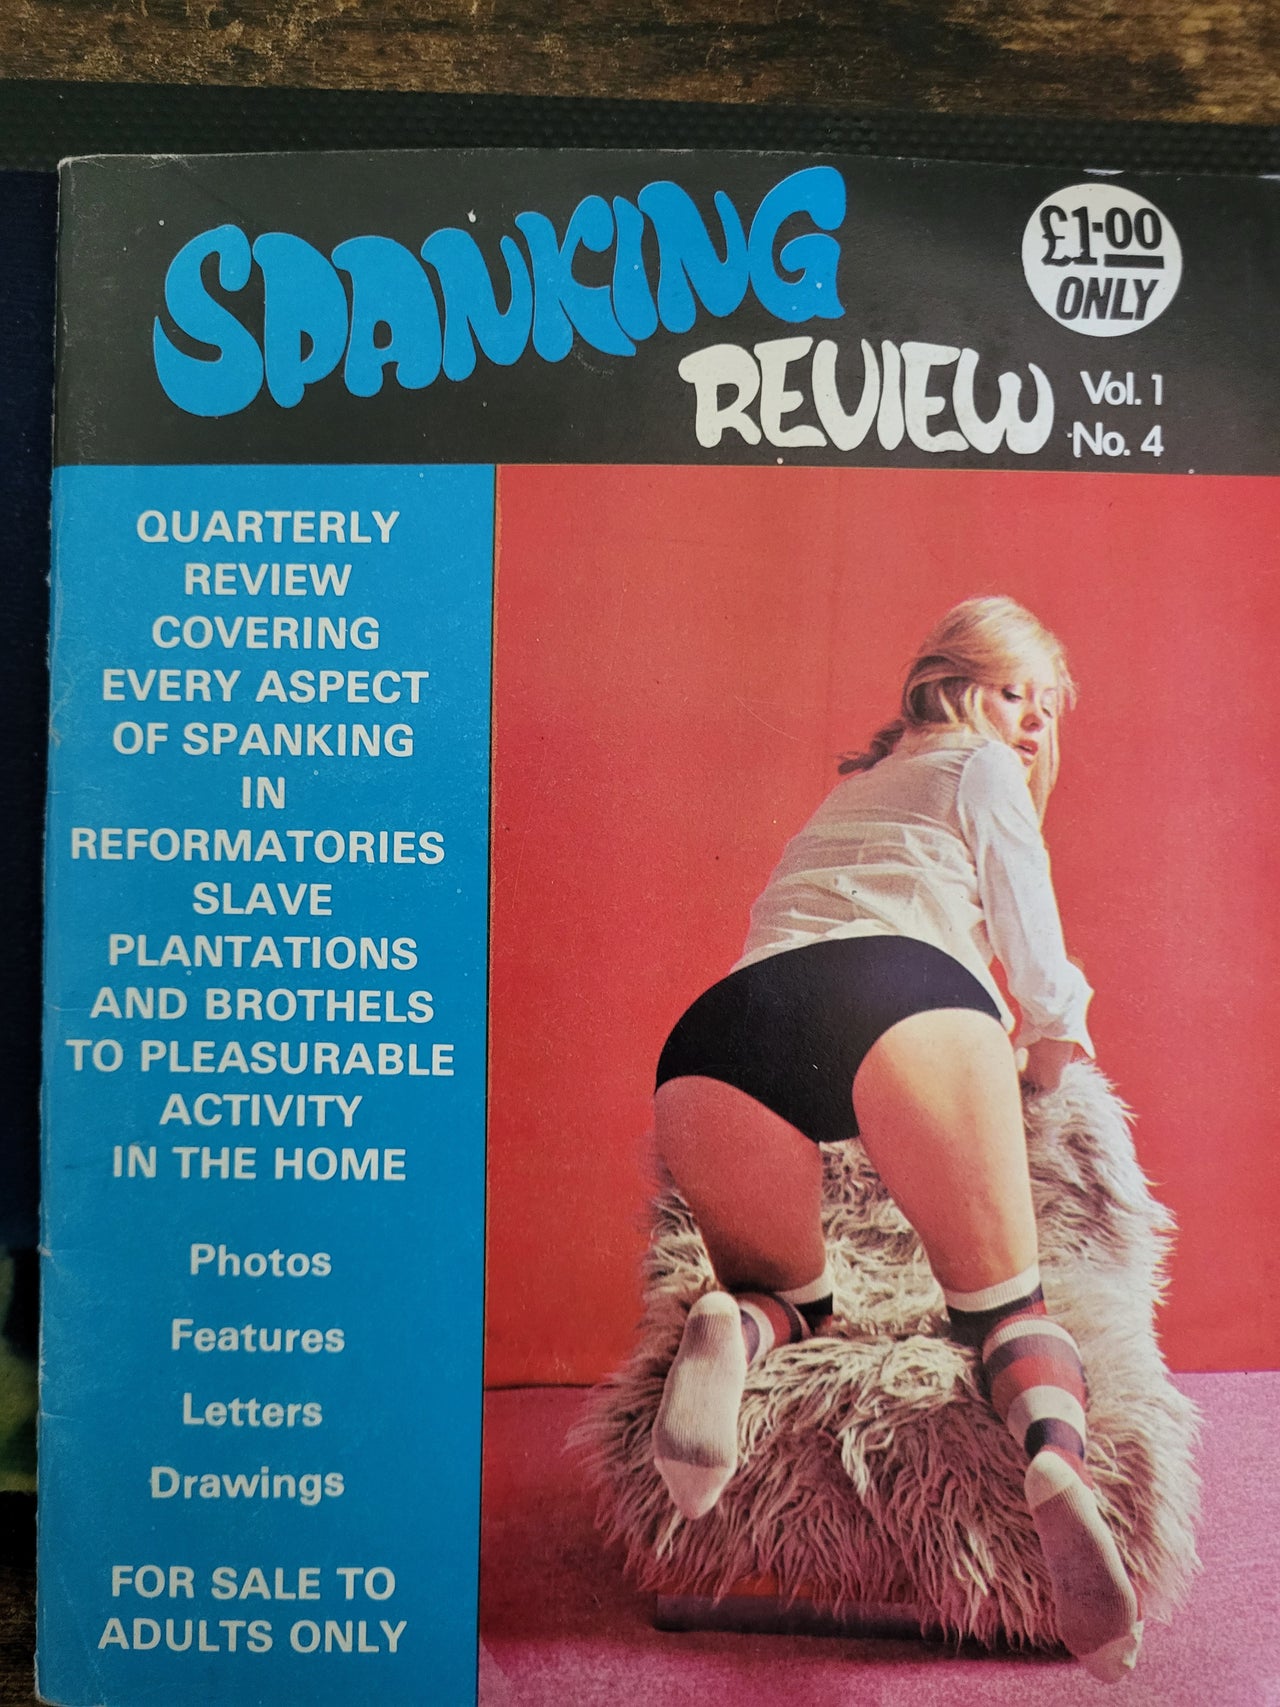 SPANKING
REVIEW
£1-00
ONLY
Vol. 1
No. 4
QUARTERLY
REVIEW
COVERING
EVERY ASPECT
OF SPANKING
IN
REFORMATORIES
SLAVE
PLANTATIONS
AND BROTHELS
TO PLEASURABLE
ACTIVITY
IN THE HOME
Photos
Features
Letters
Drawings
FOR SALE TO
ADULTS ONLY